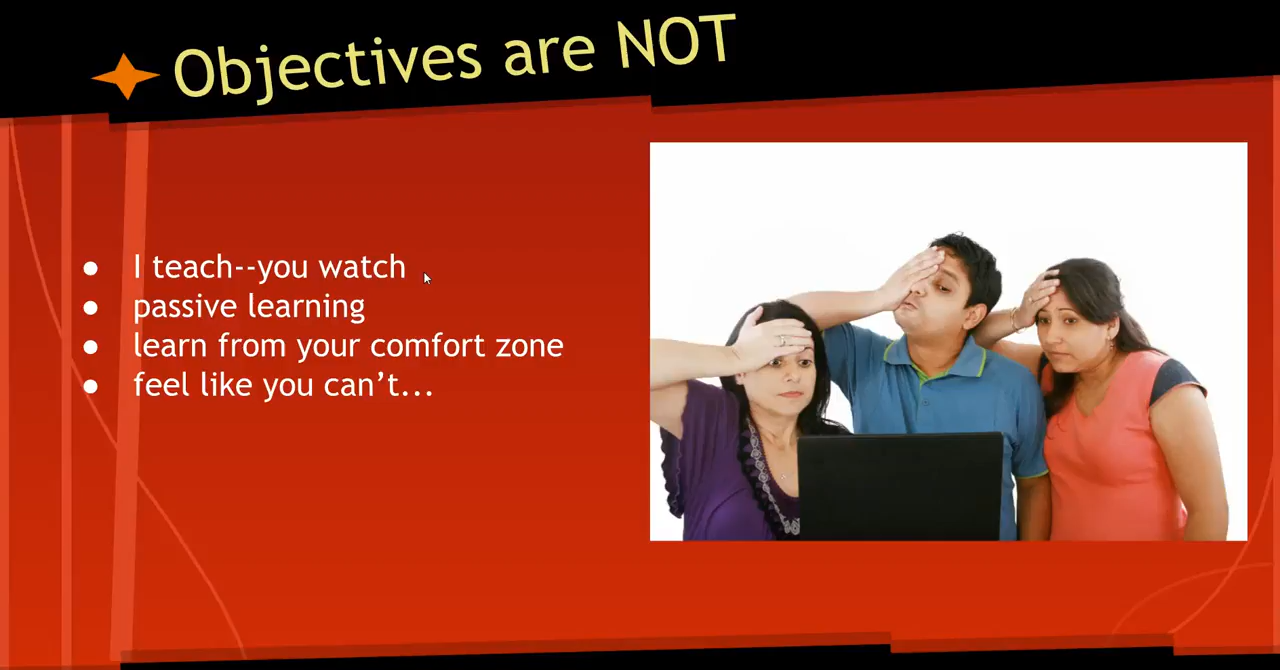 Objectives are NOT
● I teach--you watch
● passive learning
● learn from your comfort zone
● feel like you can’t...